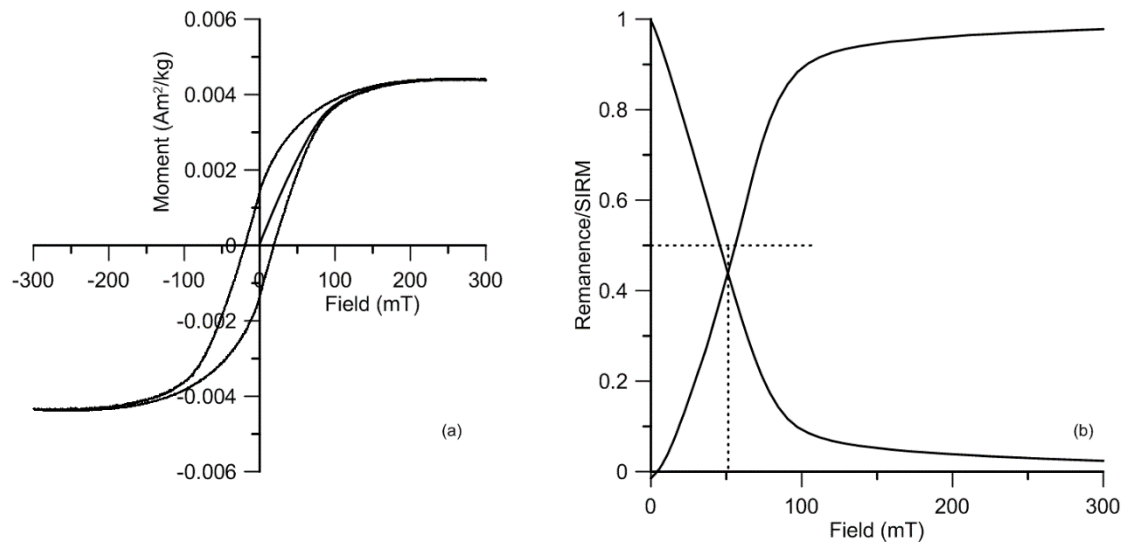 0.006
0.004
0.002
0
-0.002
-0.004
-0.006
Moment (Am²/kg)
-300 -200 -100 0 100 200 300
Field (mT)
(a)
1
0.8
0.6
0.4
0.2
0
Remanence/SIRM
0 100 200 300
Field (mT)
(b)